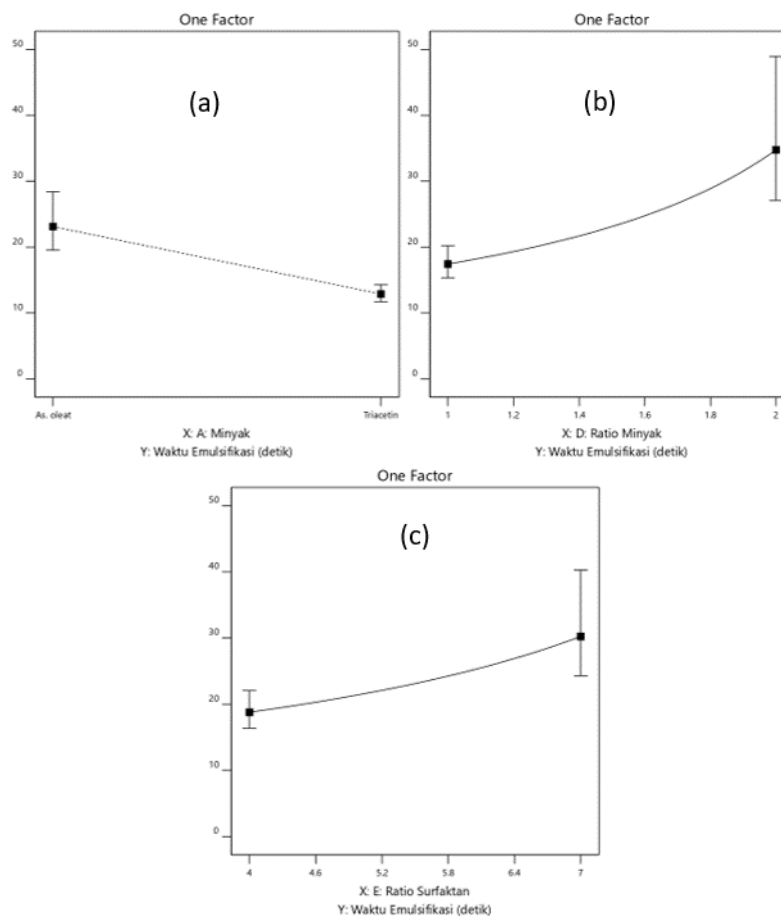 One Factor
(a)
50
40
30
20
10
0
As. oleat Triacetin
X: A: Minyak
Y: Waktu Emulsifikasi (detik)
One Factor
(b)
50
40
30
20
10
0
1 1.2 1.4 1.6 1.8 2
X: D: Ratio Minyak
Y: Waktu Emulsifikasi (detik)
One Factor
(c)
50
40
30
20
10
0
4 4.6 5.2 5.8 6.4 7
X: E: Ratio Surfaktan
Y: Waktu Emulsifikasi (detik)